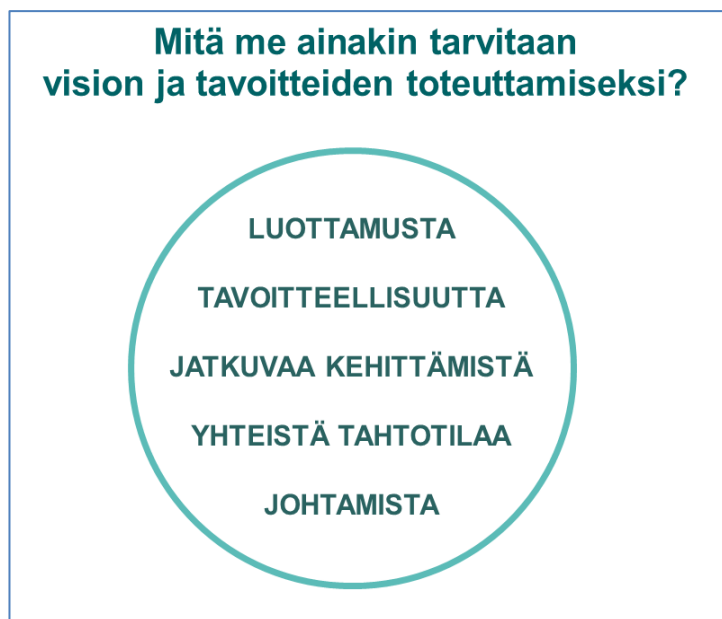 Mitä me ainakin tarvitaan
vision ja tavoitteiden toteuttamiseksi?
LUOTTAMUSTA
TAVOITTEELLISUUTTA
JATKUVAA KEHITTÄMISTÄ
YHTEISTÄ TAHTOTILAA
JOHTAMISTA